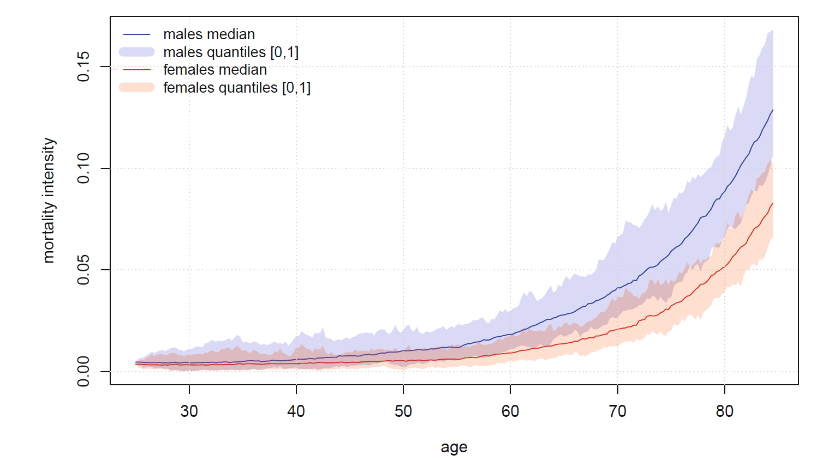 males median
males quantiles [0,1]
females median
females quantiles [0,1]
mortality intensity
0.15
0.10
0.05
0.00
30 40 50 60 70 80
age